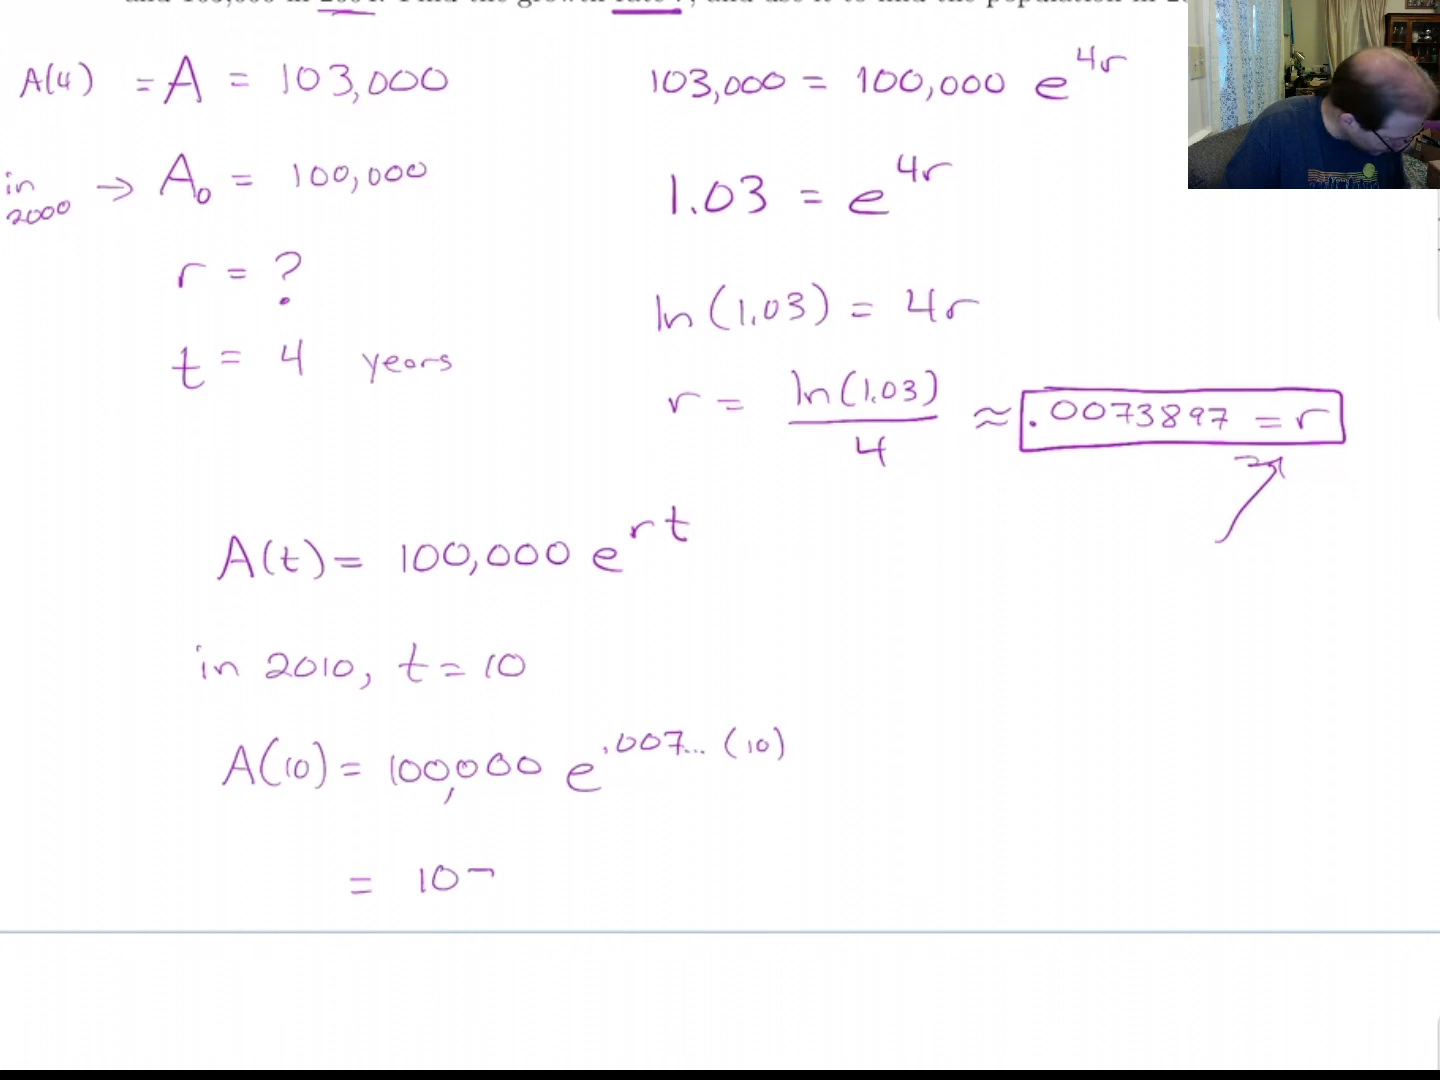 A(4) = A = 103,000
in 2000 → A₀ = 100,000
r = ?
t = 4 years
103,000 = 100,000 e^{4r}
1.03 = e^{4r}
ln(1.03) = 4r
r = ln(1.03)/4 ≈ .0073897 = r
A(t) = 100,000 e^{rt}
in 2010, t = 10
A(10) = 100,000 e^{.007... (10)}
= 10